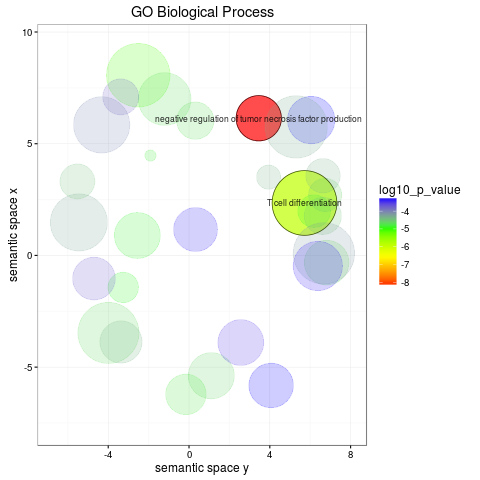 GO Biological Process
10
5
0
-5
semantic space x
negative regulation of tumor necrosis factor production
T cell differentiation
-4
0
4
8
semantic space y
log10_p_value
-4
-5
-6
-7
-8